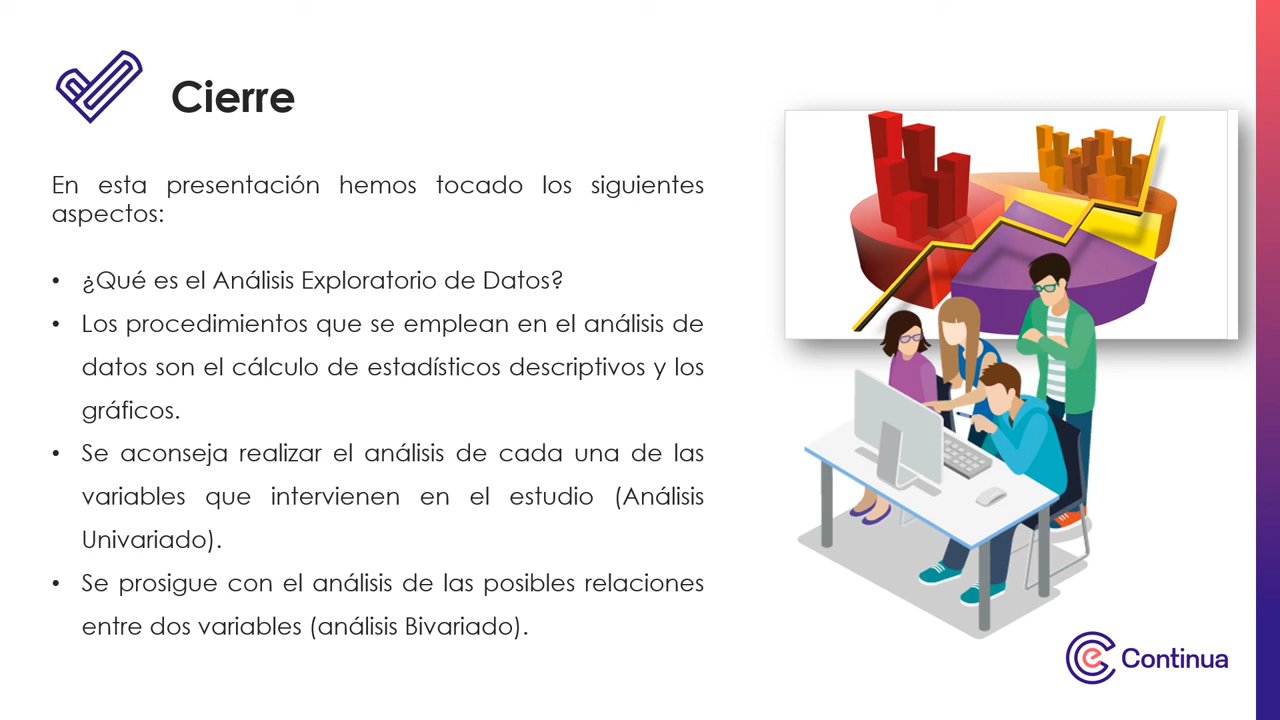 Cierre
En esta presentación hemos tocado los siguientes
aspectos:
• ¿Qué es el Análisis Exploratorio de Datos?
• Los procedimientos que se emplean en el análisis de
datos son el cálculo de estadísticos descriptivos y los
gráficos.
• Se aconseja realizar el análisis de cada una de las
variables que intervienen en el estudio (Análisis
Univariado).
• Se prosigue con el análisis de las posibles relaciones
entre dos variables (análisis Bivariado).
e Continua